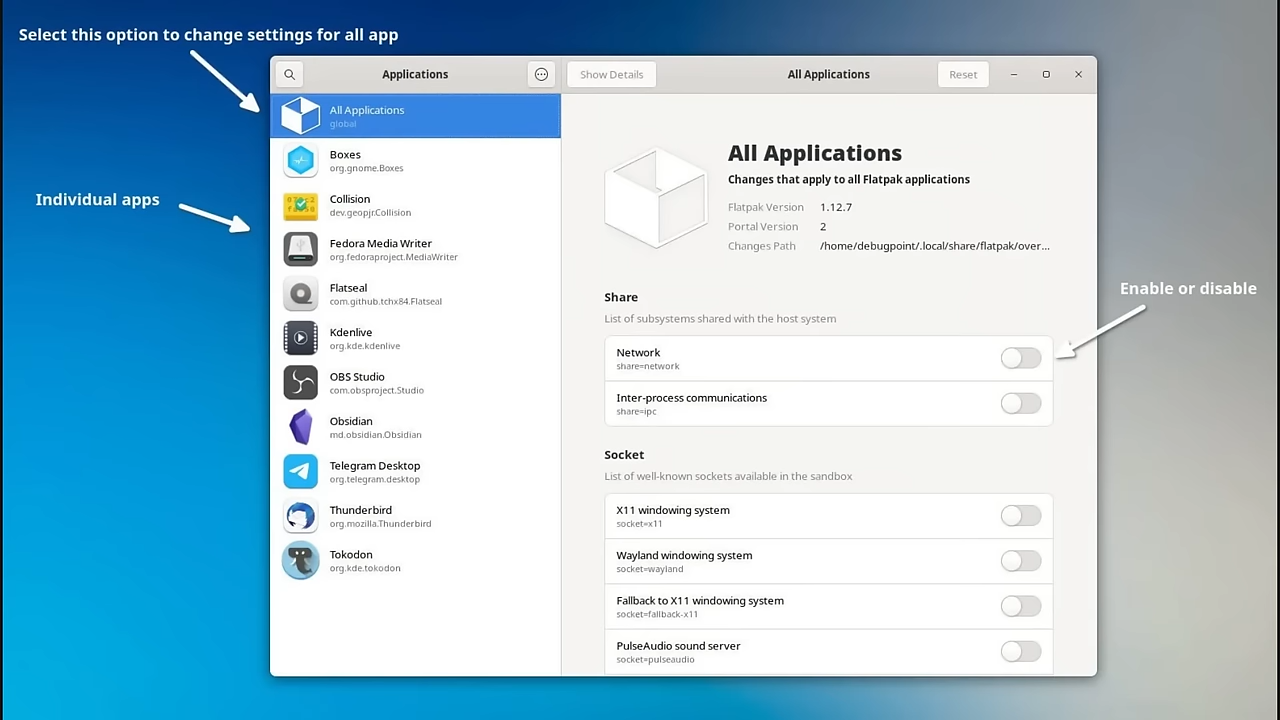 Select this option to change settings for all app
Applications
Show Details
All Applications
Reset
All Applications
global
Boxes
org.gnome.Boxes
Individual apps
Collision
dev.geopjr.Collision
Fedora Media Writer
org.fedoraproject.MediaWriter
Flatseal
com.github.tchx84.Flatseal
Kdenlive
org.kde.kdenlive
OBS Studio
com.obsproject.Studio
Obsidian
md.obsidian.Obsidian
Telegram Desktop
org.telegram.desktop
Thunderbird
org.mozilla.Thunderbird
Tokodon
org.kde.tokodon
All Applications
Changes that apply to all Flatpak applications
Flatpak Version 1.12.7
Portal Version 2
Changes Path /home/debugpoint/.local/share/flatpak/over...
Enable or disable
Share
List of subsystems shared with the host system
Network
share=network
Inter-process communications
share=ipc
Socket
List of well-known sockets available in the sandbox
X11 windowing system
socket=x11
Wayland windowing system
socket=wayland
Fallback to X11 windowing system
socket=fallback-x11
PulseAudio sound server
socket=pulseaudio